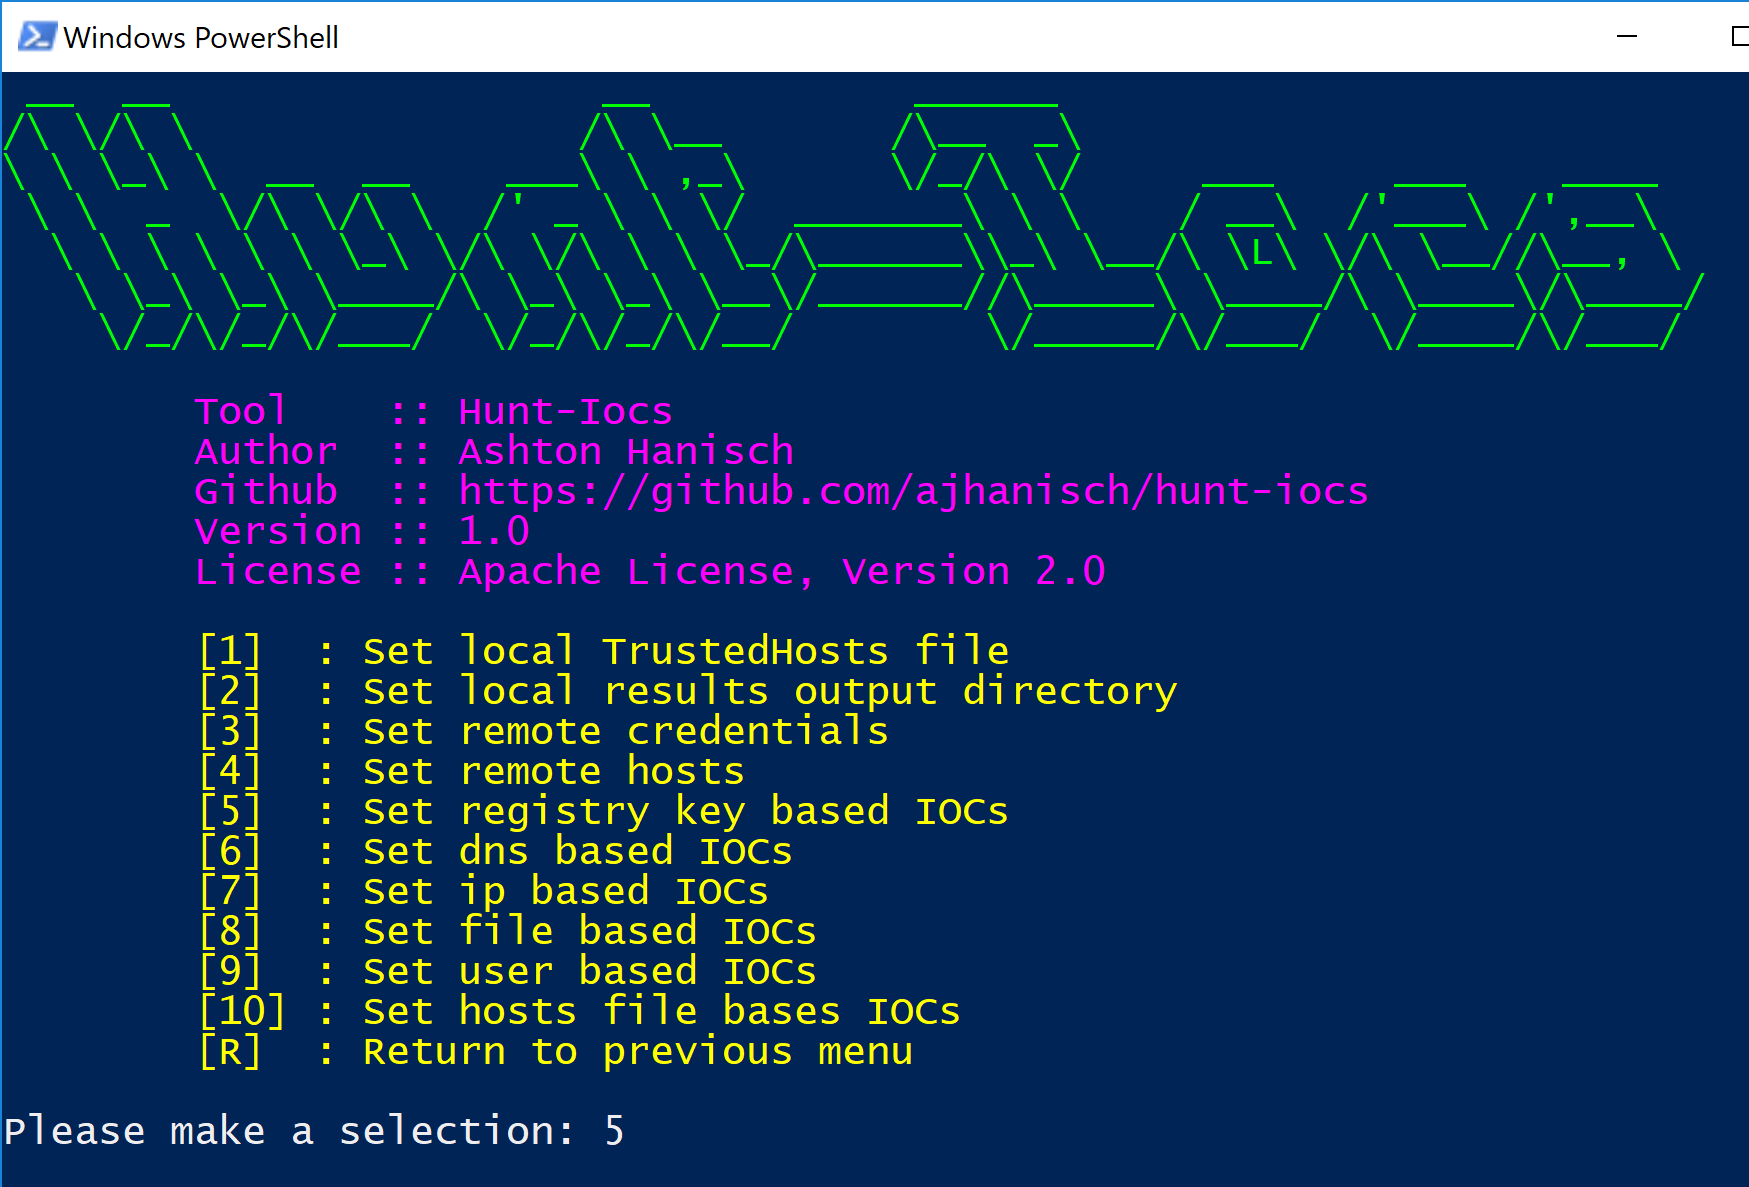 Windows PowerShell
Hunt-Iocs
Tool :: Hunt-Iocs
Author :: Ashton Hanisch
Github :: https://github.com/ajhanisch/hunt-iocs
Version :: 1.0
License :: Apache License, Version 2.0
[1] : Set local TrustedHosts file
[2] : Set local results output directory
[3] : Set remote credentials
[4] : Set remote hosts
[5] : Set registry key based IOCs
[6] : Set dns based IOCs
[7] : Set ip based IOCs
[8] : Set file based IOCs
[9] : Set user based IOCs
[10] : Set hosts file bases IOCs
[R] : Return to previous menu
Please make a selection: 5